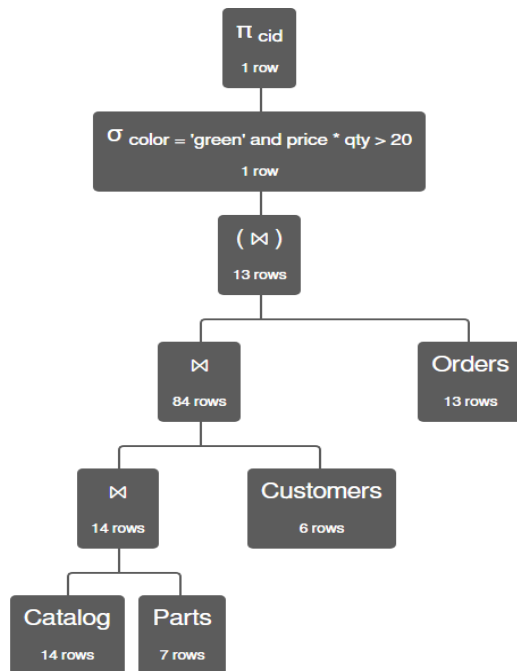 π cid
1 row
σ color = 'green' and price * qty > 20
1 row
( ⋈ )
13 rows
⋈
84 rows
Orders
13 rows
⋈
14 rows
Customers
6 rows
Catalog
14 rows
Parts
7 rows